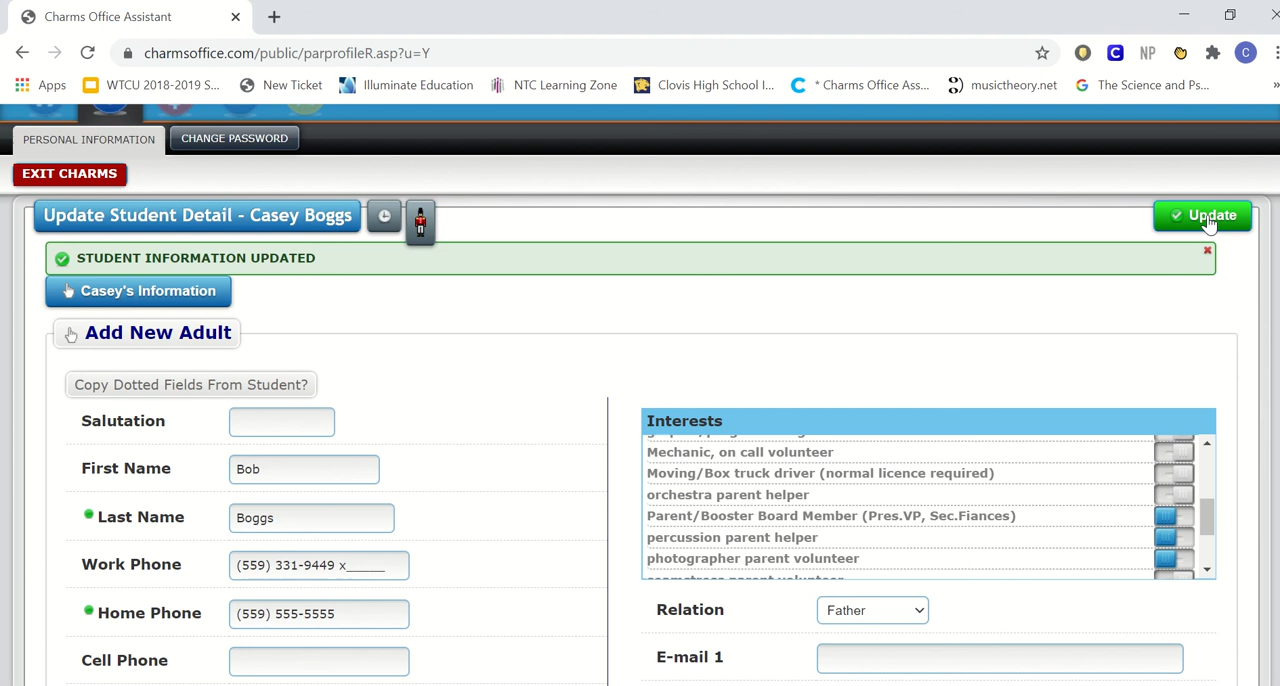 Charms Office Assistant
charmsoffice.com/public/parprofileR.asp?u=Y
NP
C
Apps
WTCU 2018-2019 S...
New Ticket
Illuminate Education
NTC Learning Zone
Clovis High School I...
* Charms Office Ass...
musictheory.net
The Science and Ps...
PERSONAL INFORMATION
CHANGE PASSWORD
EXIT CHARMS
Update Student Detail - Casey Boggs
Update
STUDENT INFORMATION UPDATED
Casey's Information
Add New Adult
Copy Dotted Fields From Student?
Salutation
First Name Bob
Last Name Boggs
Work Phone (559) 331-9449 x_____
Home Phone (559) 555-5555
Cell Phone
Interests
Mechanic, on call volunteer
Moving/Box truck driver (normal licence required)
orchestra parent helper
Parent/Booster Board Member (Pres.VP, Sec.Fiances)
percussion parent helper
photographer parent volunteer
Relation Father
E-mail 1